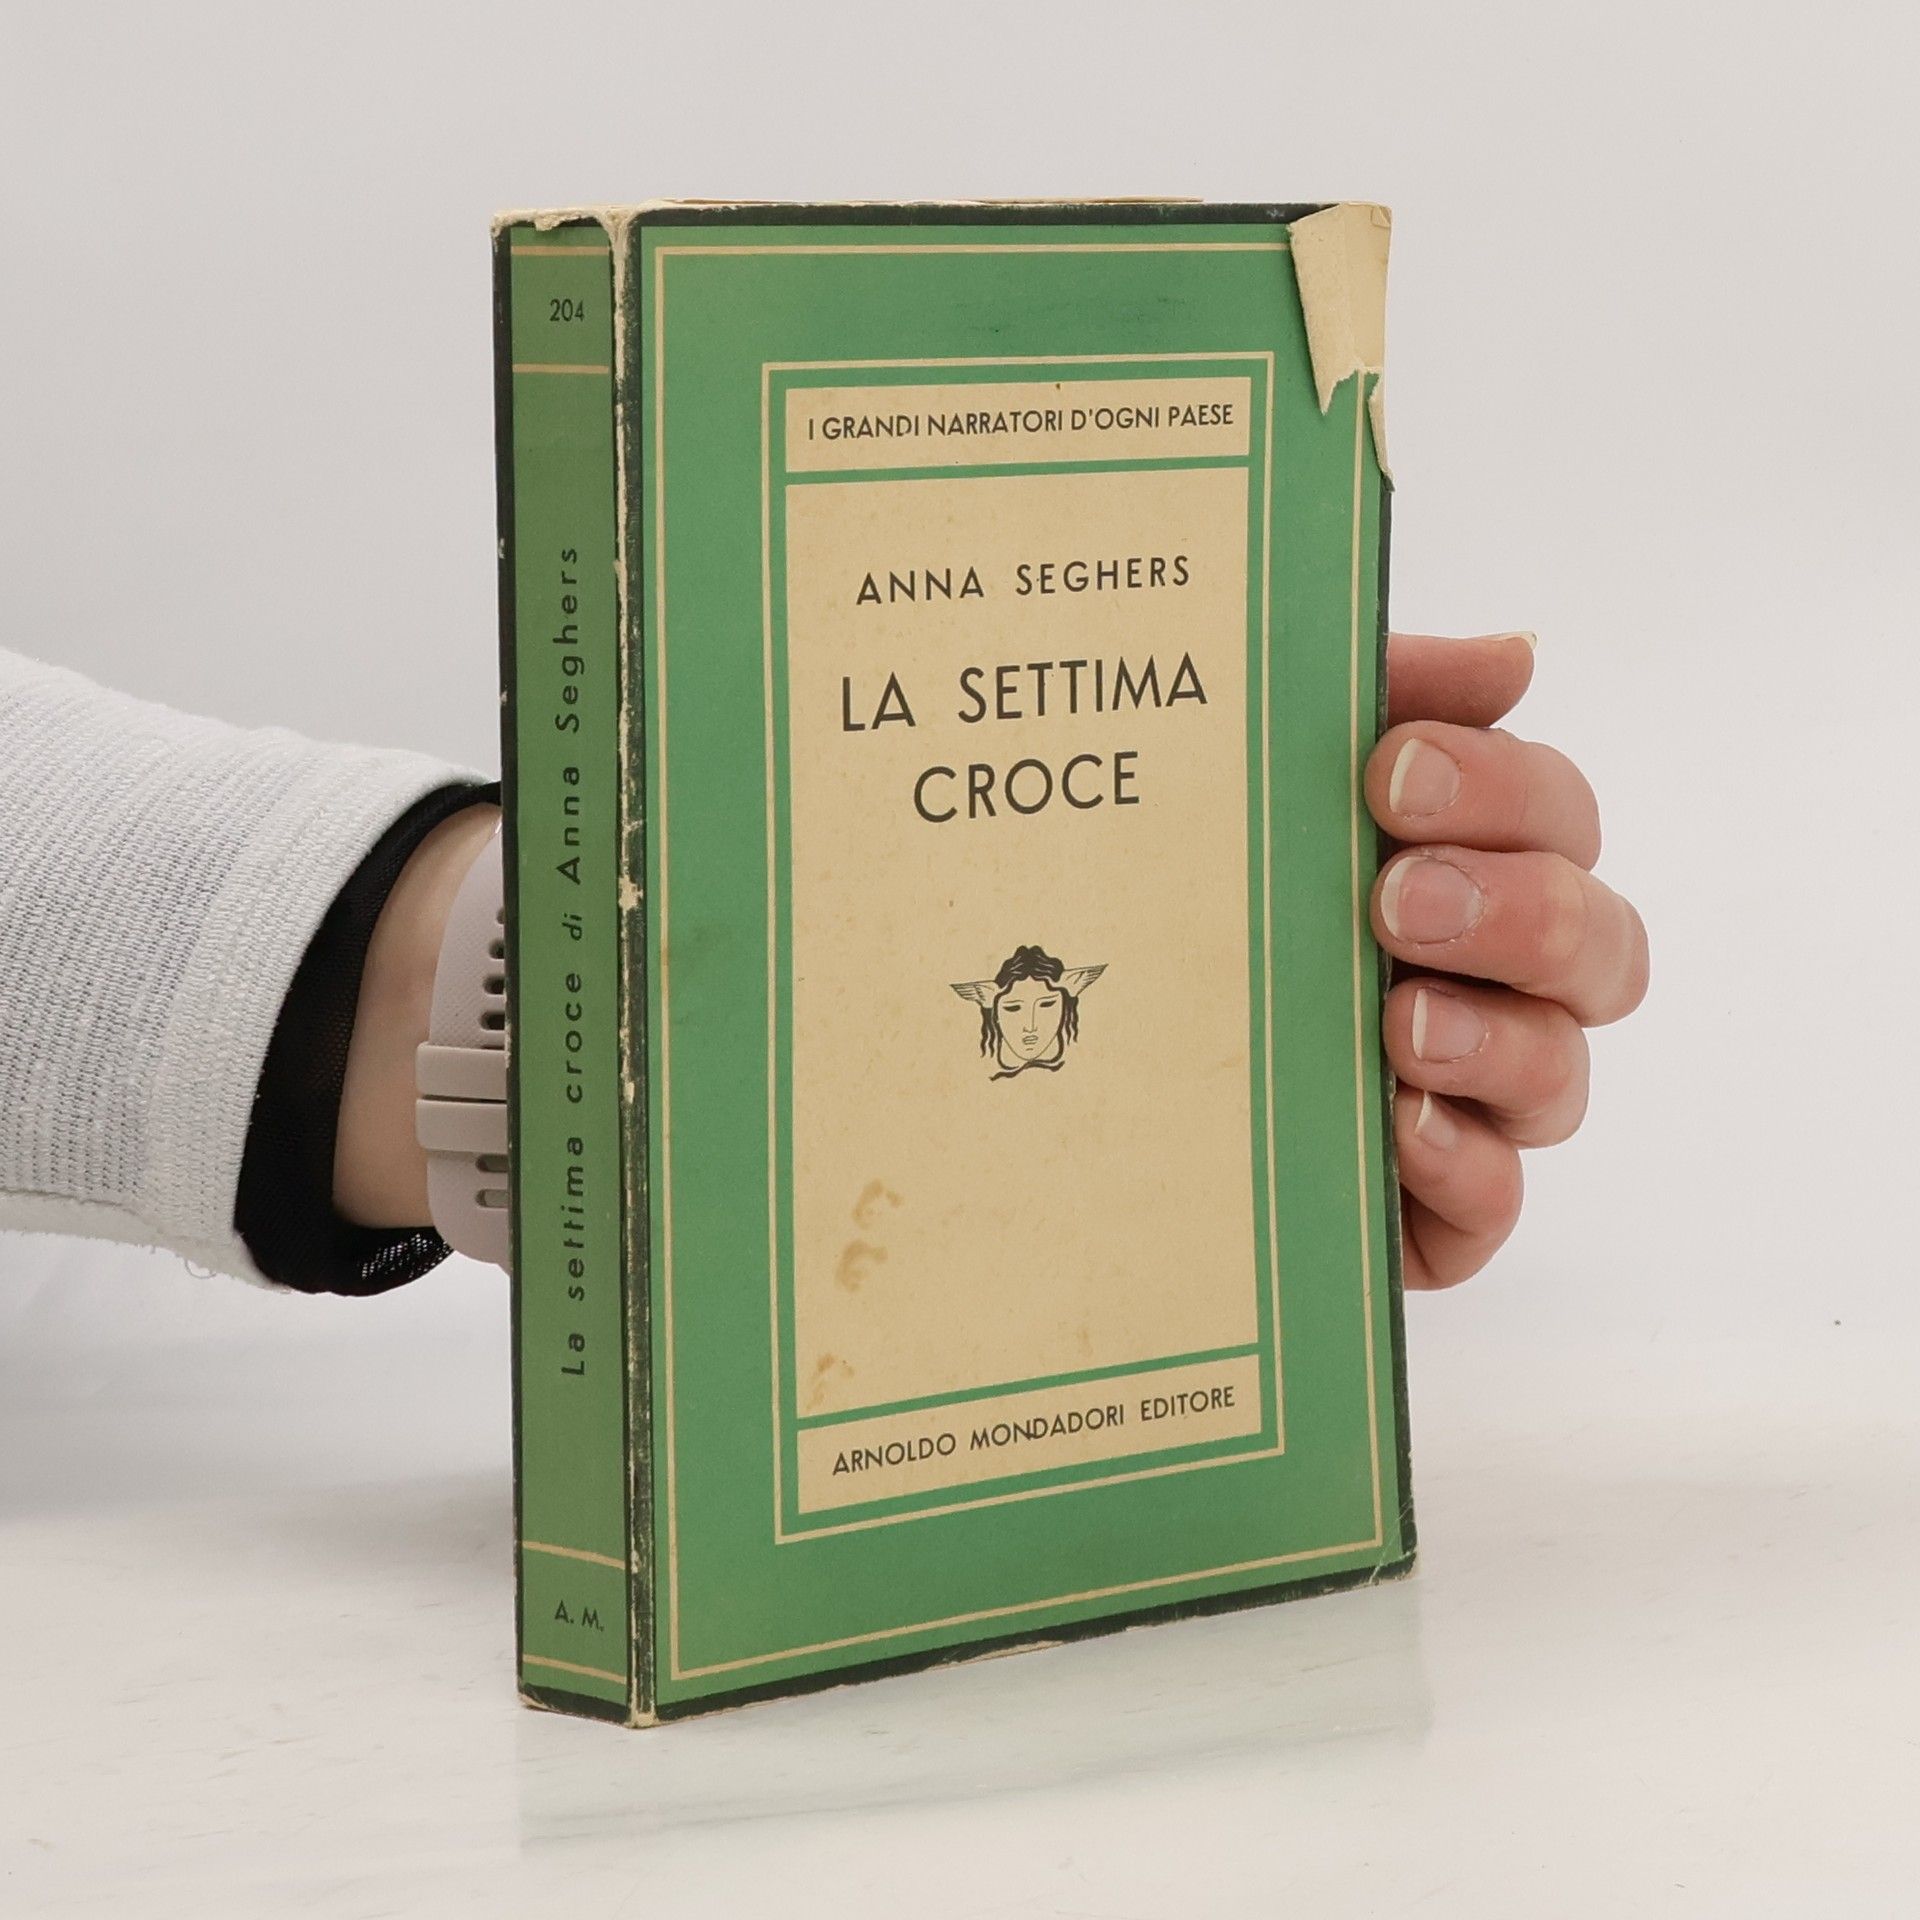 204
La settima croce di Anna Seghers
A. M.
I GRANDI NARRATORI D'OGNI PAESE
ANNA SEGHERS
LA SETTIMA
CROCE
ARNOLDO MONDADORI EDITORE